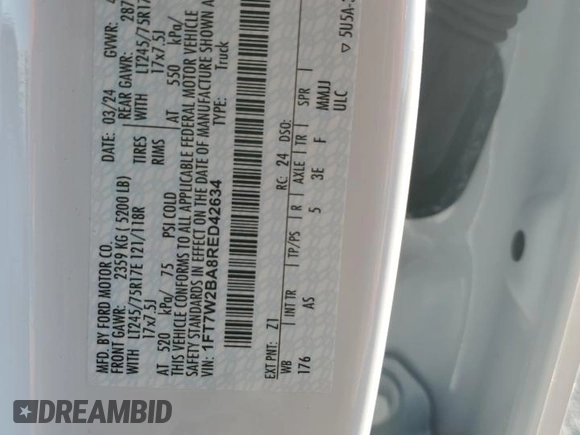 MFD. BY FORD MOTOR CO.
DATE: 03/24 GVWR:
FRONT GAWR: 2359 KG ( 5200 LB) REAR GAWR: 287
WITH LT245/75R17E 121/118R TIRES WITH LT245/75R17
17x7.5J RIMS 17x7.5J
AT 520 kPa/ 75 PSI COLD AT 550 kPa/
THIS VEHICLE CONFORMS TO ALL APPLICABLE FEDERAL MOTOR VEHICLE
SAFETY STANDARDS IN EFFECT ON THE DATE OF MANUFACTURE SHOWN A
VIN: 1FT7W2BA8RED42634 TYPE: Truck
EXT PNT: Z1 RC: 24 DSO:
WB INT TR TP/PS R AXLE TR SPR
176 AS 5 3E F MMJJ
ULC
▽ 5U5A-
DREAMBID